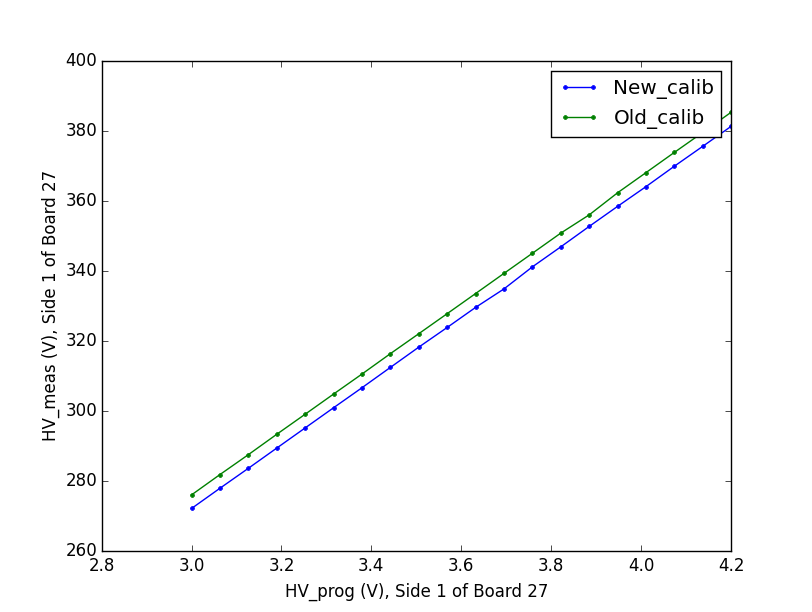 400
380
360
340
320
300
280
260
2.8 3.0 3.2 3.4 3.6 3.8 4.0 4.2
HV_meas (V), Side 1 of Board 27
HV_prog (V), Side 1 of Board 27
New_calib
Old_calib